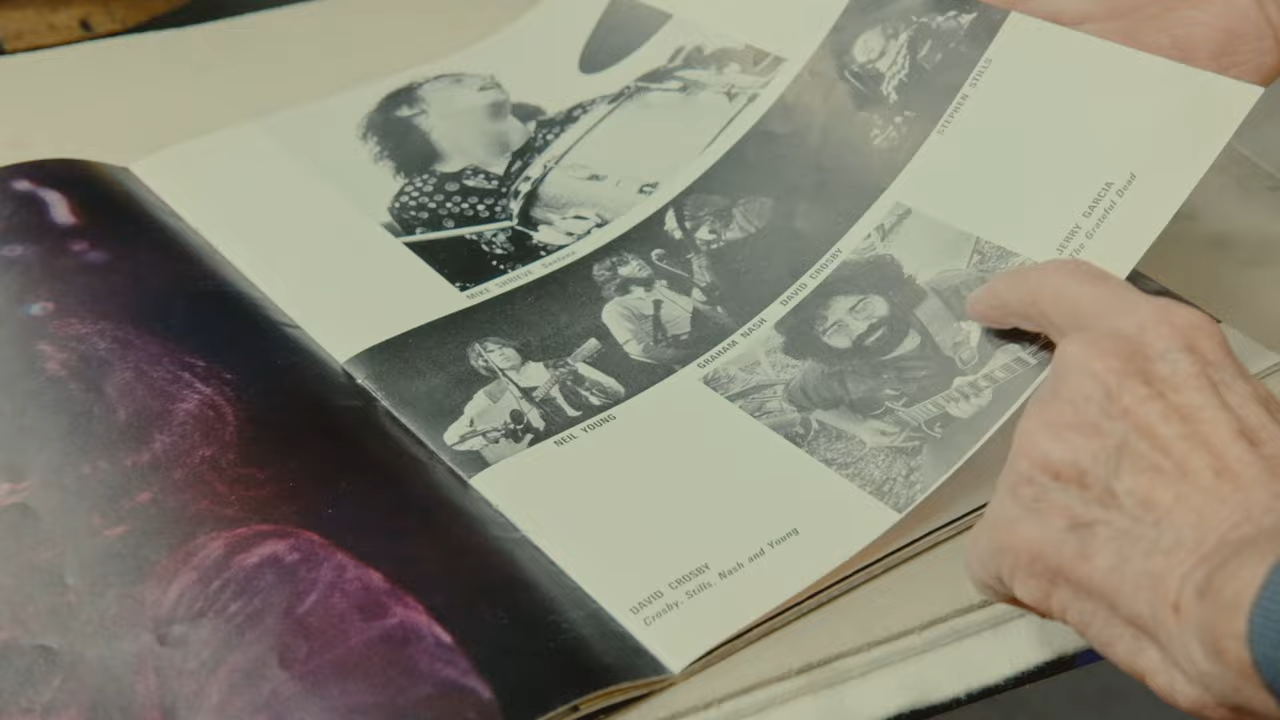 MIKE SHRIEVE Santana
STEPHEN STILLS
DAVID CROSBY
GRAHAM NASH
NEIL YOUNG
JERRY GARCIA
The Grateful Dead
DAVID CROSBY
Crosby, Stills, Nash and Young